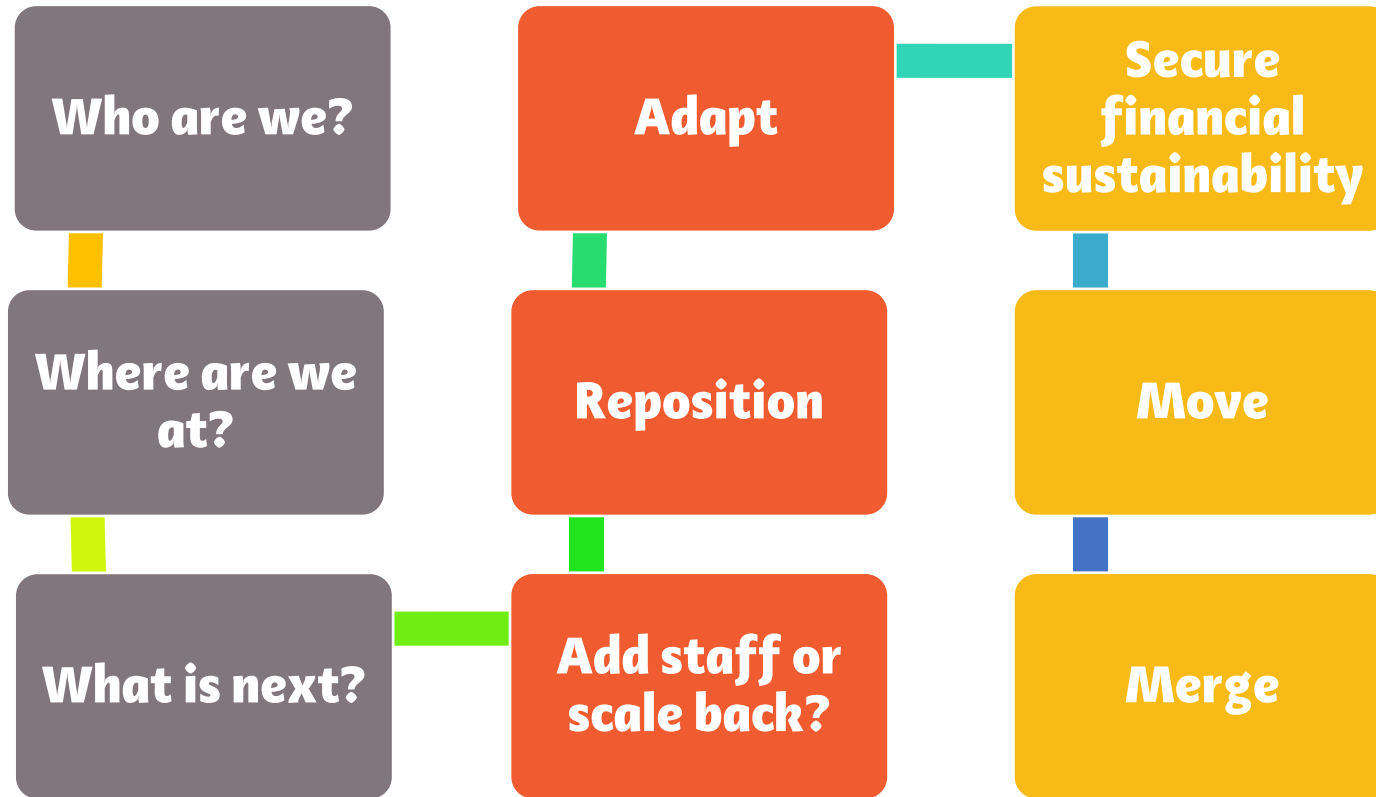 Who are we?
Where are we
at?
What is next?
Add staff or
scale back?
Reposition
Adapt
Secure
financial
sustainability
Move
Merge